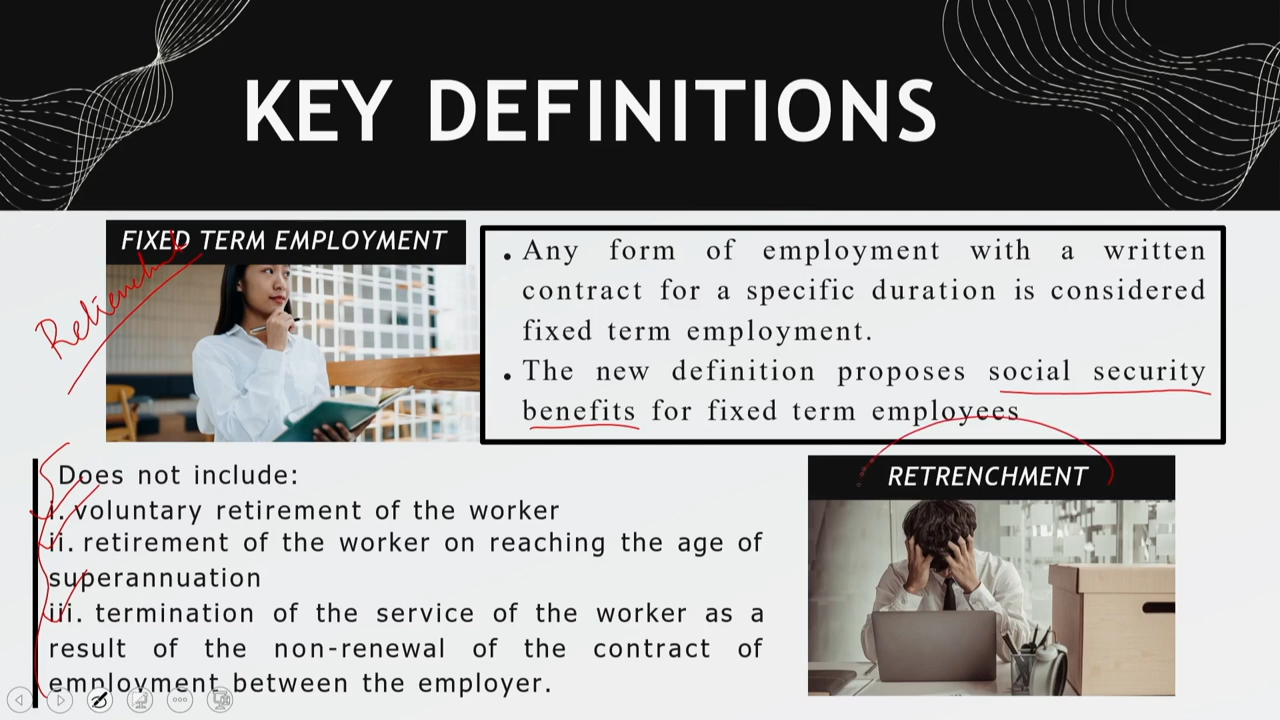 KEY DEFINITIONS
FIXED TERM EMPLOYMENT
• Any form of employment with a written
contract for a specific duration is considered
fixed term employment.
• The new definition proposes social security
benefits for fixed term employees
Does not include:
i. voluntary retirement of the worker
ii. retirement of the worker on reaching the age of
superannuation
iii. termination of the service of the worker as a
result of the non-renewal of the contract of
employment between the employer.
RETRENCHMENT